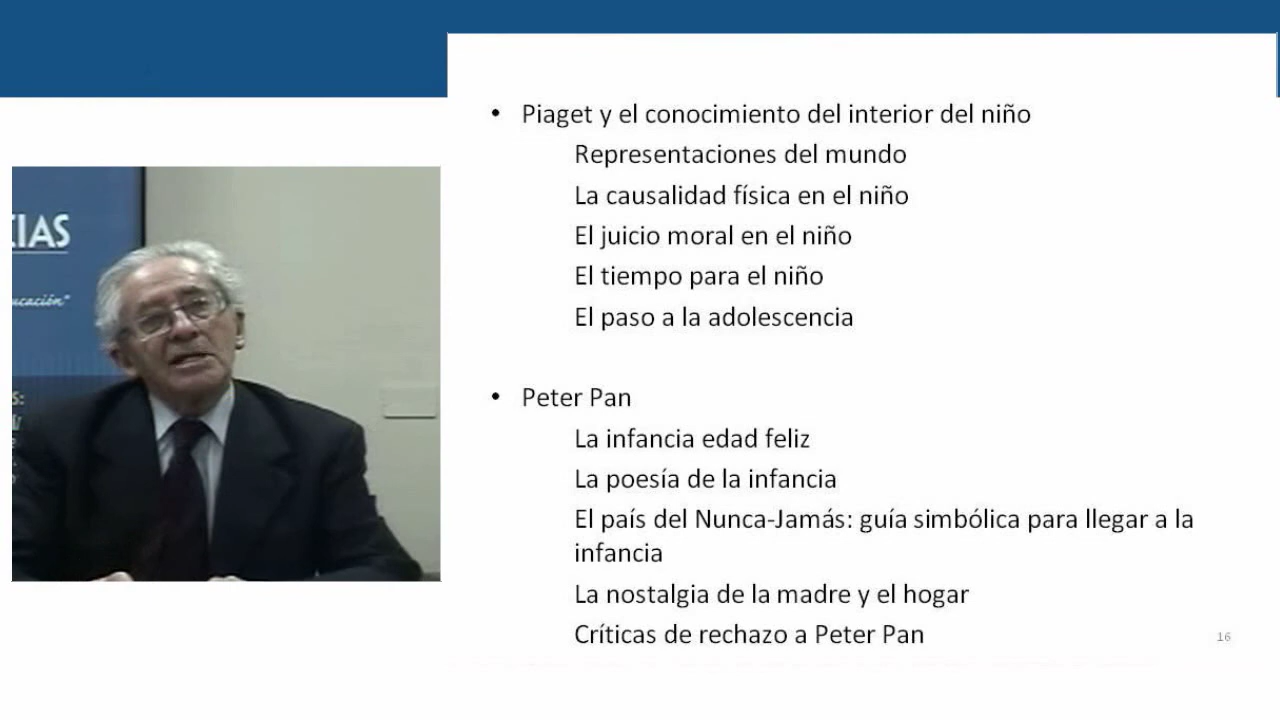 CIAS
ucación"
S:
• Piaget y el conocimiento del interior del niño
Representaciones del mundo
La causalidad física en el niño
El juicio moral en el niño
El tiempo para el niño
El paso a la adolescencia
• Peter Pan
La infancia edad feliz
La poesía de la infancia
El país del Nunca-Jamás: guía simbólica para llegar a la
infancia
La nostalgia de la madre y el hogar
Críticas de rechazo a Peter Pan
16